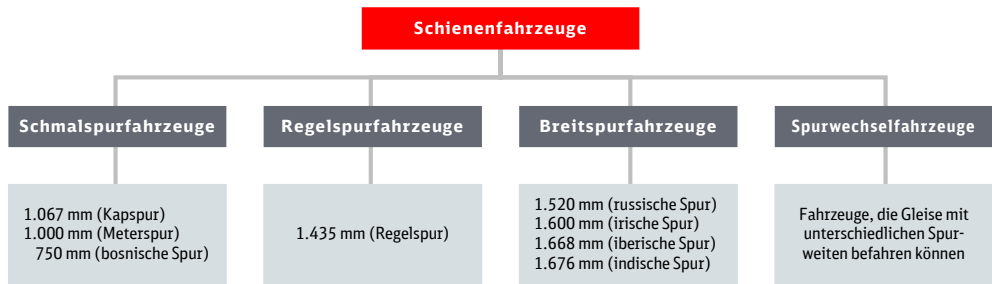 Schienenfahrzeuge
Schmalspurfahrzeuge
Regelspurfahrzeuge
Breitspurfahrzeuge
Spurwechselfahrzeuge
1.067 mm (Kapspur)
1.000 mm (Meterspur)
750 mm (bosnische Spur)
1.435 mm (Regelspur)
1.520 mm (russische Spur)
1.600 mm (irische Spur)
1.668 mm (iberische Spur)
1.676 mm (indische Spur)
Fahrzeuge, die Gleise mit
unterschiedlichen Spur-
weiten befahren können